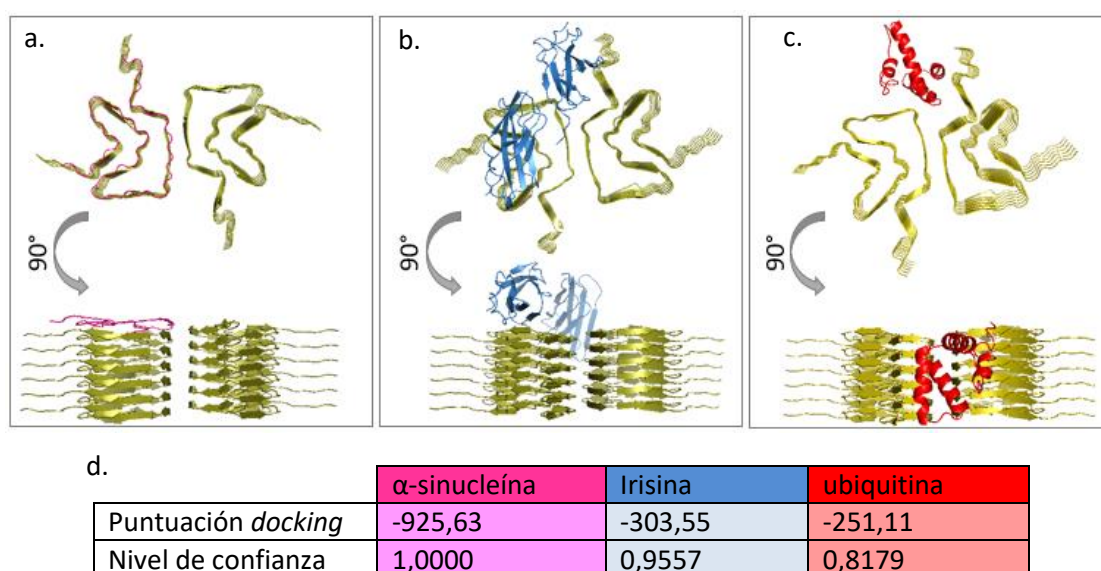 a.
b.
c.
90°
90°
90°
d.
α-sinucleína Irisina ubiquitina
Puntuación docking -925,63 -303,55 -251,11
Nivel de confianza 1,0000 0,9557 0,8179